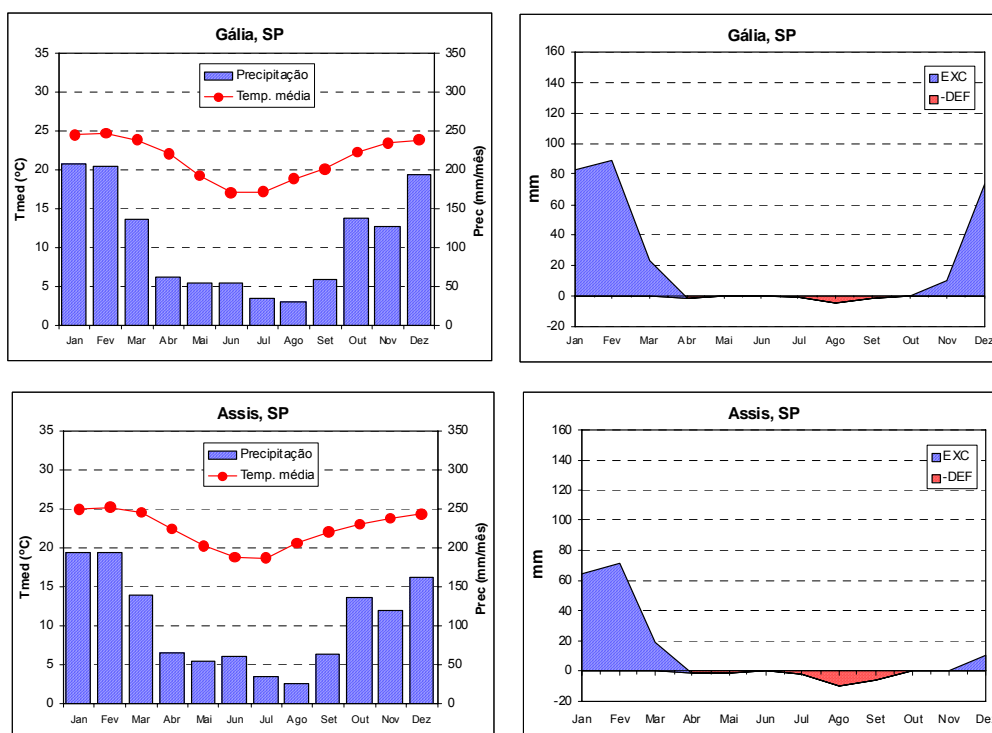 Gália, SP
35
30
25
20
15
10
5
0
Tmed (°C)
Precipitação
Temp. média
350
300
250
200
150
100
50
0
Prec (mm/mês)
Jan Fev Mar Abr Mai Jun Jul Ago Set Out Nov Dez
Gália, SP
160
140
120
100
80
60
40
20
0
-20
mm
EXC
-DEF
Jan Fev Mar Abr Mai Jun Jul Ago Set Out Nov Dez
Assis, SP
35
30
25
20
15
10
5
0
Tmed (°C)
Precipitação
Temp. média
350
300
250
200
150
100
50
0
Prec (mm/mês)
Jan Fev Mar Abr Mai Jun Jul Ago Set Out Nov Dez
Assis, SP
160
140
120
100
80
60
40
20
0
-20
mm
EXC
-DEF
Jan Fev Mar Abr Mai Jun Jul Ago Set Out Nov Dez